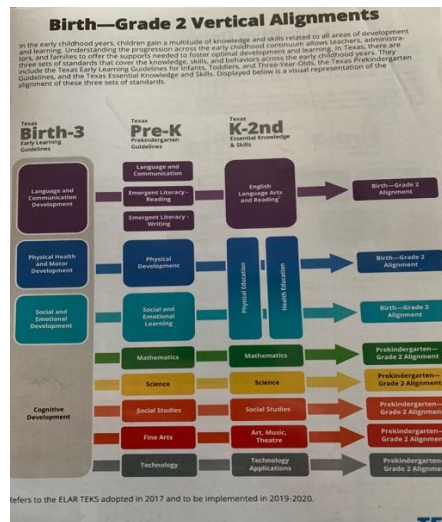 Birth—Grade 2 Vertical Alignments
In the early childhood years, children gain a multitude of knowledge and skills related to all areas of development
and learning. Understanding the progression across the early childhood continuum allows teachers, administra-
tors, and families to offer the supports needed to foster optimal development and learning. In Texas, there are
three sets of standards that cover the knowledge, skills, and behaviors across the early childhood years. They
include the Texas Early Learning Guidelines for Infants, Toddlers, and Three-Year-Olds, the Texas Prekindergarten
Guidelines, and the Texas Essential Knowledge and Skills. Displayed below is a visual representation of the
alignment of these three sets of standards.
Texas
Birth-3
Early Learning
Guidelines
Texas
Pre-K
Prekindergarten
Guidelines
Texas
K-2nd
Essential Knowledge
& Skills
Language and
Communication
Development
Language and
Communication
Emergent Literacy -
Reading
Emergent Literacy -
Writing
English
Language Arts
and Reading
Birth—Grade 2
Alignment
Physical Health
and Motor
Development
Physical
Development
Physical Education
Health Education
Birth—Grade 2
Alignment
Social and
Emotional
Development
Social and
Emotional
Learning
Birth—Grade 2
Alignment
Cognitive
Development
Mathematics
Mathematics
Prekindergarten—
Grade 2 Alignment
Science
Science
Prekindergarten—
Grade 2 Alignment
Social Studies
Social Studies
Prekindergarten—
Grade 2 Alignmen
Fine Arts
Art, Music,
Theatre
Prekindergarten—
Grade 2 Alignmen
Technology
Technology
Applications
Prekindergarten—
Grade 2 Alignme
Refers to the ELAR TEKS adopted in 2017 and to be implemented in 2019-2020.